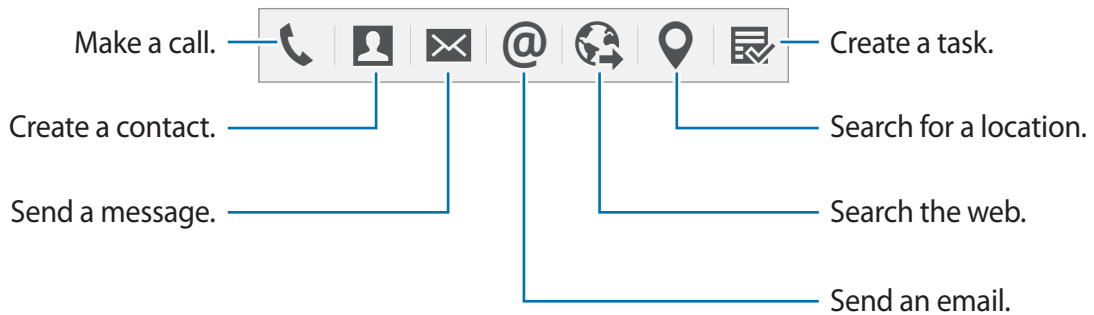 Make a call.
Create a task.
Create a contact.
Search for a location.
Send a message.
Search the web.
Send an email.